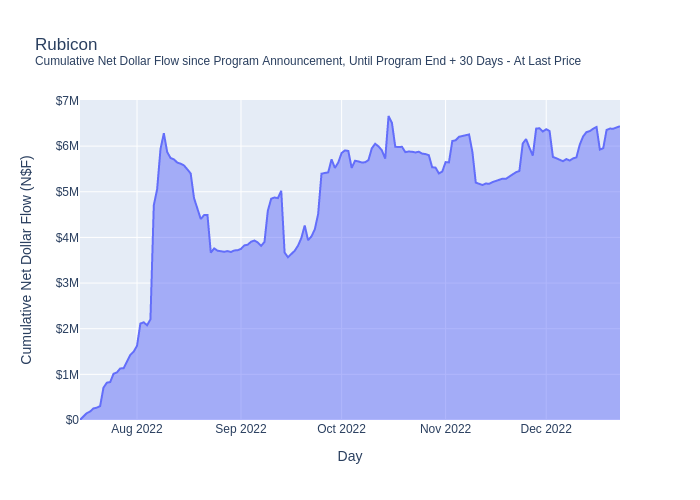 Rubicon
Cumulative Net Dollar Flow since Program Announcement, Until Program End + 30 Days - At Last Price
$7M
$6M
$5M
$4M
$3M
$2M
$1M
$0
Cumulative Net Dollar Flow (N$F)
Aug 2022
Sep 2022
Oct 2022
Nov 2022
Dec 2022
Day